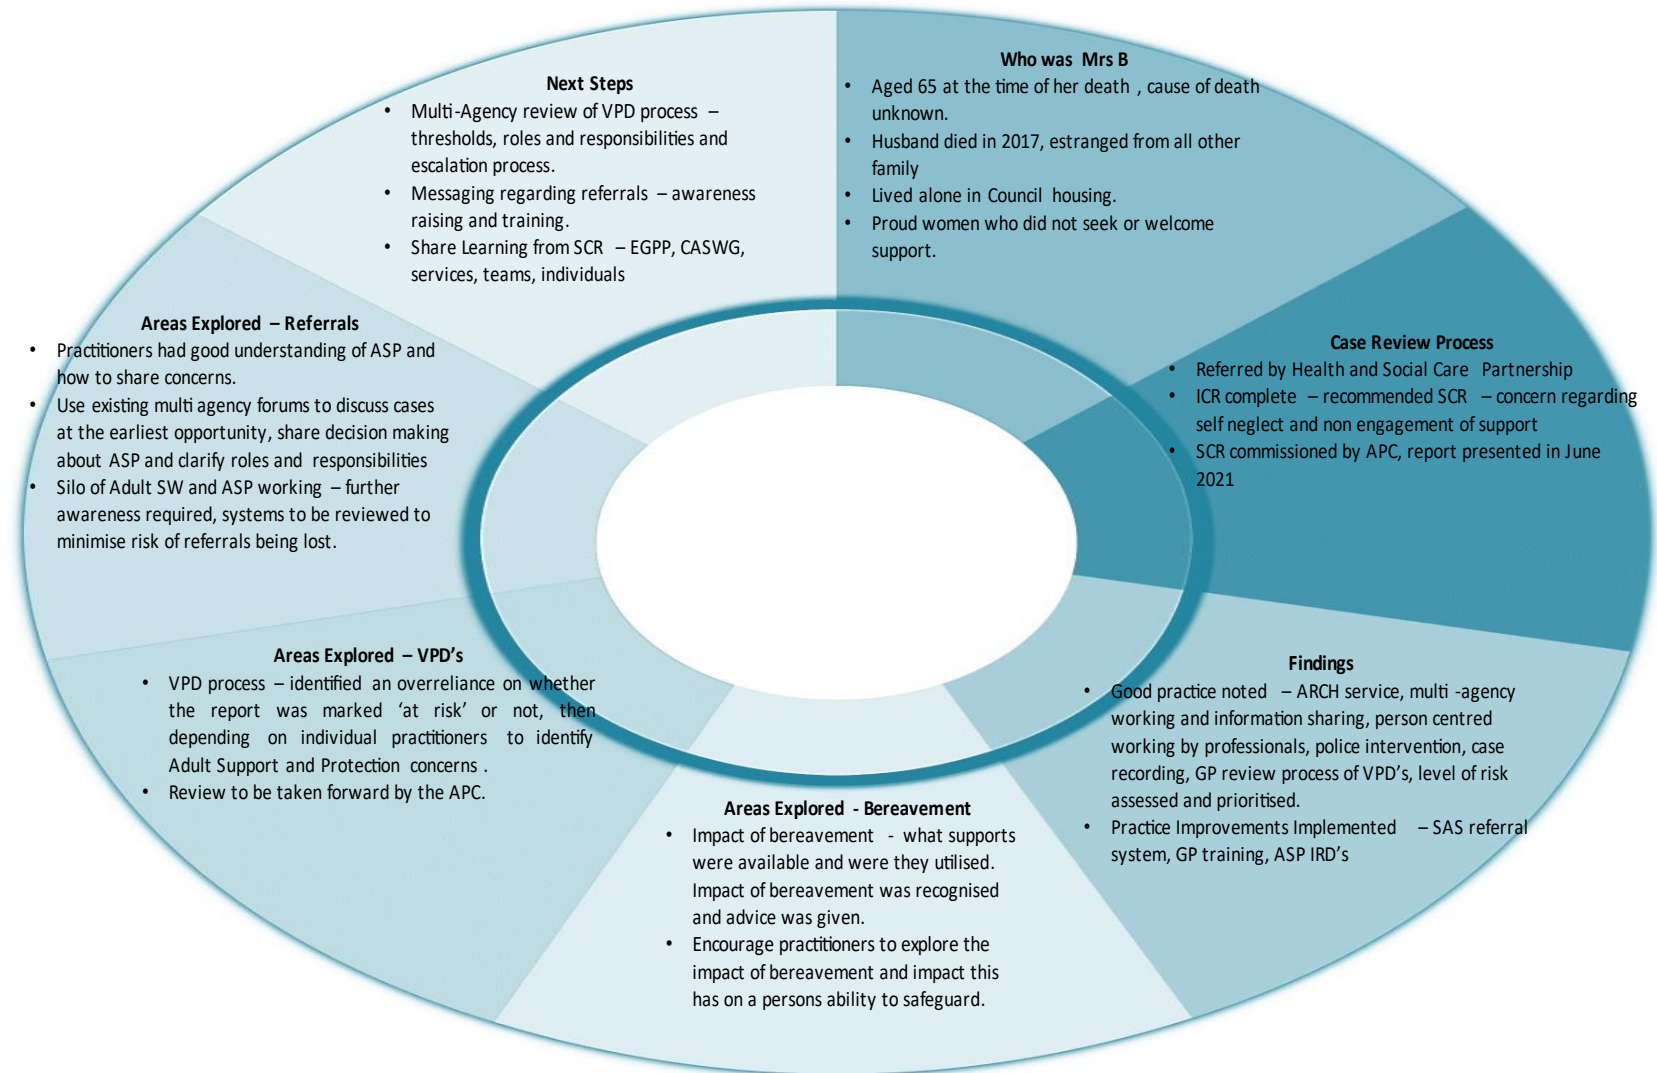 Who was Mrs B
• Aged 65 at the time of her death , cause of death
unknown.
• Husband died in 2017, estranged from all other
family
• Lived alone in Council housing.
• Proud women who did not seek or welcome
support.
Case Review Process
• Referred by Health and Social Care Partnership
• ICR complete – recommended SCR – concern regarding
self neglect and non engagement of support
• SCR commissioned by APC, report presented in June
2021
Findings
• Good practice noted – ARCH service, multi -agency
working and information sharing, person centred
working by professionals, police intervention, case
recording, GP review process of VPD's, level of risk
assessed and prioritised.
• Practice Improvements Implemented – SAS referral
system, GP training, ASP IRD's
Areas Explored - Bereavement
• Impact of bereavement - what supports
were available and were they utilised.
Impact of bereavement was recognised
and advice was given.
• Encourage practitioners to explore the
impact of bereavement and impact this
has on a persons ability to safeguard.
Areas Explored – VPD's
• VPD process – identified an overreliance on whether
the report was marked 'at risk' or not, then
depending on individual practitioners to identify
Adult Support and Protection concerns .
• Review to be taken forward by the APC.
Areas Explored – Referrals
• Practitioners had good understanding of ASP and
how to share concerns.
• Use existing multi agency forums to discuss cases
at the earliest opportunity, share decision making
about ASP and clarify roles and responsibilities
• Silo of Adult SW and ASP working – further
awareness required, systems to be reviewed to
minimise risk of referrals being lost.
Next Steps
• Multi-Agency review of VPD process –
thresholds, roles and responsibilities and
escalation process.
• Messaging regarding referrals – awareness
raising and training.
• Share Learning from SCR – EGPP, CASWG,
services, teams, individuals